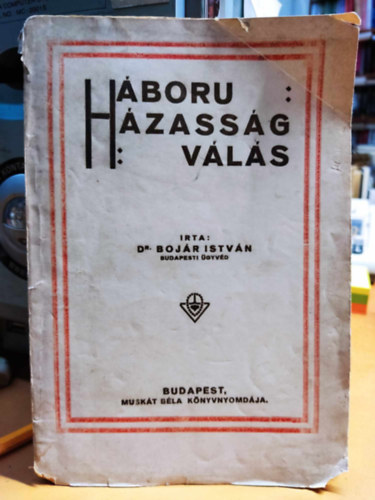 HÁBORU :
HÁZASSÁG
: VÁLÁS
IRTA:
DR. BOJÁR ISTVÁN
BUDAPESTI ÜGYVÉD
BUDAPEST,
MUSKÁT BÉLA KÖNYVNYOMDÁJA.